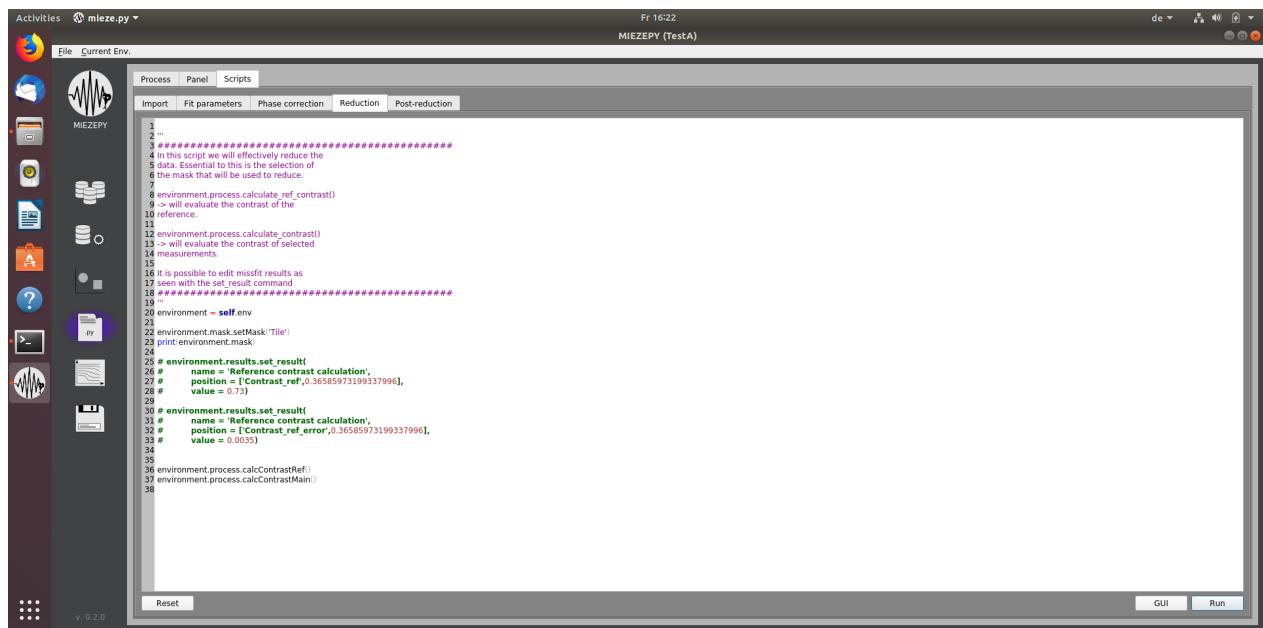 Activities mieze.py Fr 16:22 de
MIEZEPY (TestA)
File Current Env.
MIEZEPY
Process Panel Scripts
Import Fit parameters Phase correction Reduction Post-reduction
1
2 '''
3 #############################################
4 In this script we will effectively reduce the
5 data. Essential to this is the selection of
6 the mask that will be used to reduce.
7
8 environment.process.calculate_ref_contrast()
9 -> will evaluate the contrast of the
10 reference.
11
12 environment.process.calculate_contrast()
13 -> will evaluate the contrast of selected
14 measurements.
15
16 It is possible to edit missfit results as
17 seen with the set_result command
18 #############################################
19 '''
20 environment = self.env
21
22 environment.mask.setMask('Tile')
23 print(environment.mask)
24
25 # environment.results.set_result(
26 # name = 'Reference contrast calculation',
27 # position = ['Contrast_ref',0.36585973199337996],
28 # value = 0.73)
29
30 # environment.results.set_result(
31 # name = 'Reference contrast calculation',
32 # position = ['Contrast_ref_error',0.36585973199337996],
33 # value = 0.0035)
34
35
36 environment.process.calcContrastRef()
37 environment.process.calcContrastMain()
38
.py
v. 0.2.0
Reset GUI Run